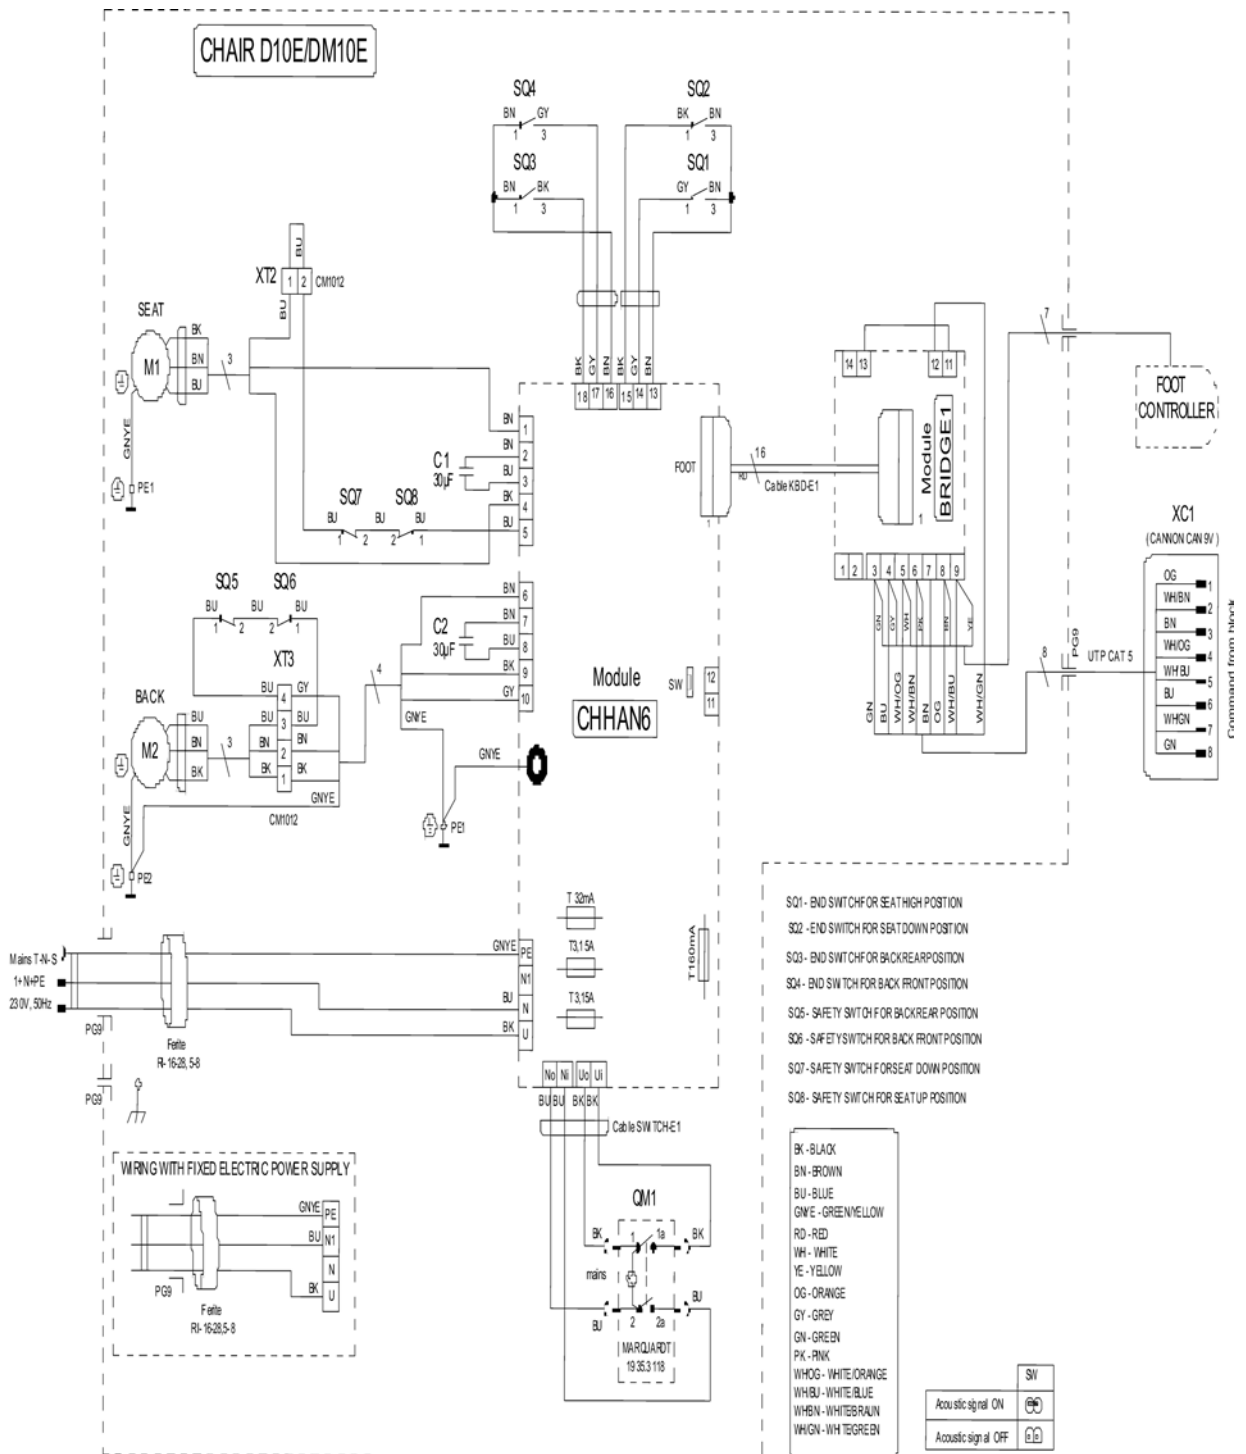 CHAIR D10E/DM10E
SQ4
SQ2
BN GY
BK BN
1 3
1 3
SQ3
SQ1
BN BK
GY BN
1 3
1 3
BU
XT2
1 2
CM1012
BU
SEAT
M1
BK
BN
BU
3
GNYE
PE1
BK GY BN BK GY BN
18 17 16 15 14 13
BN 1
BN 2
BU 3
BK 4
BU 5
C1
30µF
SQ7 SQ8
BU BU BU
1 2 2 1
FOOT
1
16
RD
Cable KBD-E1
14 13
12 11
Module
BRIDGE1
1
1 2 3 4 5 6 7 8 9
GN GY WH PK BN YE
GN BU WH/OG WH/BN BN OG WH/BU WH/GN
7
FOOT
CONTROLLER
XC1
(CANNON CAN 9V)
OG 1
WH/BN 2
BN 3
WH/OG 4
WH/BU 5
BU 6
WH/GN 7
GN 8
Command from block
8
PG9
UTP CAT 5
SQ5 SQ6
BU BU BU
1 2 2 1
XT3
BU 4 GY
BU 3 BU
BN 2 BN
BK 1 BK
CM1012
BACK
M2
BU
BN
BK
3
GNYE
GNYE
PE2
4
BN 6
BN 7
BU 8
BK 9
GY 10
C2
30µF
GNYE
GNYE
PE1
Module
CHHAN6
SW
12
11
T 32mA
T3,15A
T3,15A
T160mA
Mains T-N-S
1+N+PE
230V, 50Hz
PG9
PG9
Ferite
RI- 16-28, 5-8
GNYE PE
N1
BU N
BK U
No Ni Uo Ui
BU BU BK BK
Cable SWITCH-E1
QM1
BK 1 1a BK
mains
BU 2 2a BU
MARQUARDT
1935.3118
WIRING WITH FIXED ELECTRIC POWER SUPPLY
GNYE PE
BU N1
N
BK U
PG9
Ferite
RI- 16-28,5-8
SQ1 - END SWITCH FOR SEAT HIGH POSITION
SQ2 - END SWITCH FOR SEAT DOWN POSITION
SQ3 - END SWITCH FOR BACK REAR POSITION
SQ4 - END SWITCH FOR BACK FRONT POSITION
SQ5 - SAFETY SWTCH FOR BACK REAR POSITION
SQ6 - SAFETY SWTCH FOR BACK FRONT POSITION
SQ7 - SAFETY SWTCH FOR SEAT DOWN POSITION
SQ8 - SAFETY SWTCH FOR SEAT UP POSITION
BK - BLACK
BN - BROWN
BU - BLUE
GNYE - GREEN/YELLOW
RD - RED
WH - WHITE
YE - YELLOW
OG - ORANGE
GY - GREY
GN - GREEN
PK - PINK
WHOG - WHITE/ORANGE
WH/BU - WHITE/BLUE
WH/BN - WHITE/BRAUN
WH/GN - WHITE/GREEN
SW
Acoustic signal ON
Acoustic signal OFF